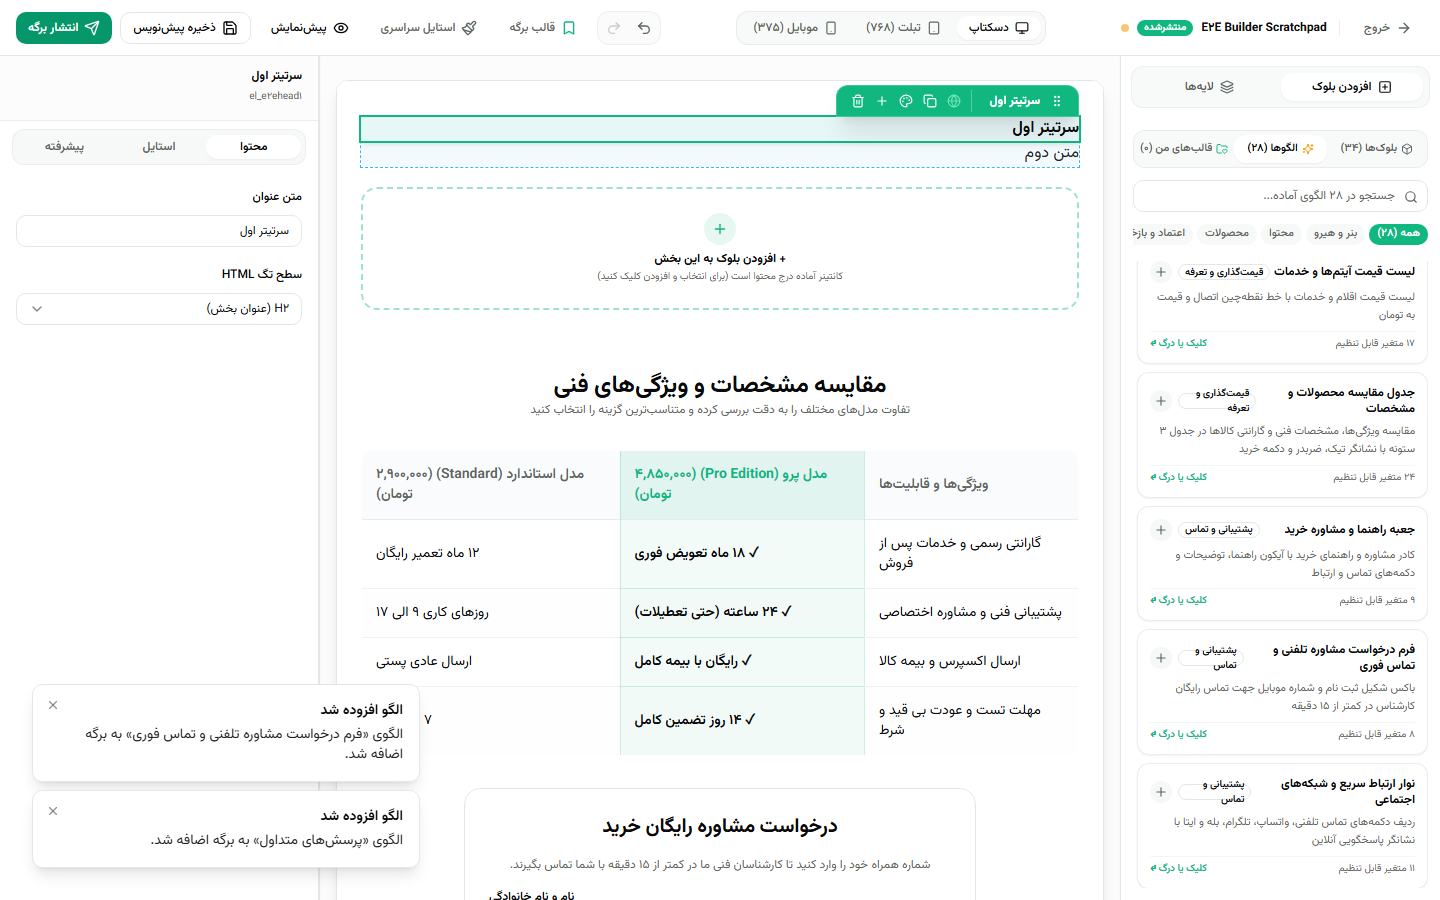 خروج
E۲E Builder Scratchpad
منتشرشده
دسکتاپ
تبلت (۷۶۸)
موبایل (۳۷۵)
قالب برگه
استایل سراسری
پیش‌نمایش
ذخیره پیش‌نویس
انتشار برگه
افزودن بلوک
لایه‌ها
بلوک‌ها (۳۴)
الگوها (۲۸)
قالب‌های من (۰)
جستجو در ۲۸ الگوی آماده...
همه (۲۸)
بنر و هیرو
محتوا
محصولات
اعتماد و بازخ
لیست قیمت آیتم‌ها و خدمات
قیمت‌گذاری و تعرفه
لیست قیمت اقلام و خدمات با خط نقطه‌چین اتصال و قیمت
به تومان
۱۷ متغیر قابل تنظیم
کلیک یا درگ
جدول مقایسه محصولات و
مشخصات
قیمت‌گذاری و
تعرفه
مقایسه ویژگی‌ها، مشخصات فنی و گارانتی کالاها در جدول ۳
ستونه با نشانگر تیک، ضربدر و دکمه خرید
۲۴ متغیر قابل تنظیم
کلیک یا درگ
جعبه راهنما و مشاوره خرید
پشتیبانی و تماس
کادر مشاوره و راهنمای خرید با آیکون راهنما، توضیحات و
دکمه‌های تماس و ارتباط
۹ متغیر قابل تنظیم
کلیک یا درگ
فرم درخواست مشاوره تلفنی و
تماس فوری
پشتیبانی و
تماس
باکس شکیل ثبت نام و شماره موبایل جهت تماس رایگان
کارشناس در کمتر از ۱۵ دقیقه
۸ متغیر قابل تنظیم
کلیک یا درگ
نوار ارتباط سریع و شبکه‌های
اجتماعی
پشتیبانی و
تماس
ردیف دکمه‌های تماس تلفنی، واتساپ، تلگرام، بله و ایتا با
نشانگر پاسخگویی آنلاین
۱۱ متغیر قابل تنظیم
کلیک یا درگ
سرتیتر اول
سرتیتر اول
متن دوم
+ افزودن بلوک به این بخش
کانتینر آماده درج محتوا است (برای انتخاب و افزودن کلیک کنید)
مقایسه مشخصات و ویژگی‌های فنی
تفاوت مدل‌های مختلف را به دقت بررسی کرده و متناسب‌ترین گزینه را انتخاب کنید
ویژگی‌ها و قابلیت‌ها
مدل پرو (Pro Edition) (۴,۸۵۰,۰۰۰
تومان)
مدل استاندارد (Standard) (۲,۹۰۰,۰۰۰
تومان)
گارانتی رسمی و خدمات پس از
فروش
✓ ۱۸ ماه تعویض فوری
۱۲ ماه تعمیر رایگان
پشتیبانی فنی و مشاوره اختصاصی
✓ ۲۴ ساعته (حتی تعطیلات)
روزهای کاری ۹ الی ۱۷
ارسال اکسپرس و بیمه کالا
✓ رایگان با بیمه کامل
ارسال عادی پستی
مهلت تست و عودت بی قید و
شرط
✓ ۱۴ روز تضمین کامل
۷
درخواست مشاوره رایگان خرید
شماره همراه خود را وارد کنید تا کارشناسان فنی ما در کمتر از ۱۵ دقیقه با شما تماس بگیرند.
نام و نام خانوادگی
سرتیتر اول
el_e۲ehead۱
محتوا
استایل
پیشرفته
متن عنوان
سرتیتر اول
سطح تگ HTML
H۲ (عنوان بخش)
الگو افزوده شد
الگوی «فرم درخواست مشاوره تلفنی و تماس فوری» به برگه
اضافه شد.
الگو افزوده شد
الگوی «پرسش‌های متداول» به برگه اضافه شد.